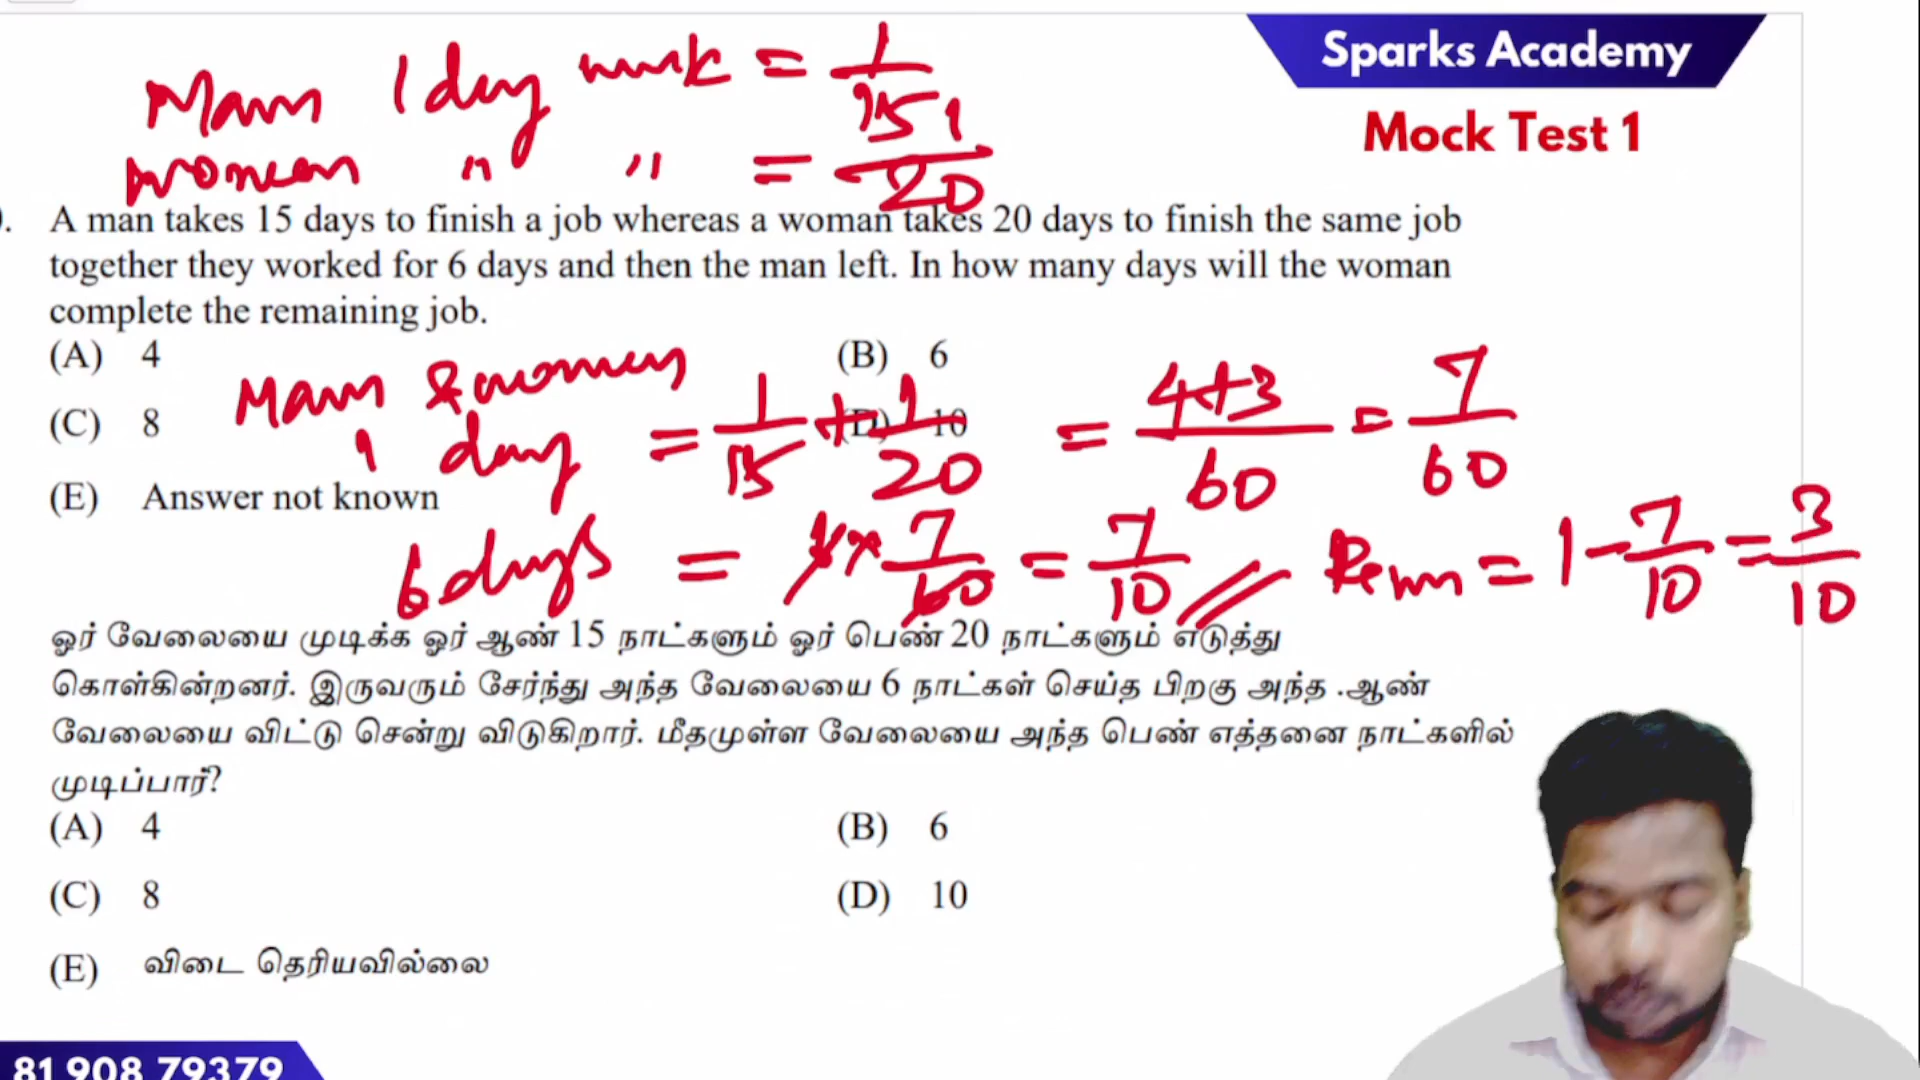 Sparks Academy
Mock Test 1
Man 1 day work = 1/15
women " " = 1/20
A man takes 15 days to finish a job whereas a woman takes 20 days to finish the same job
together they worked for 6 days and then the man left. In how many days will the woman
complete the remaining job.
(A) 4 (B) 6
Man & women
1 day = 1/15 + 1/20 = 4+3/60 = 7/60
(C) 8 (D) 10
(E) Answer not known
6 days = 6 × 7/60 = 7/10 Rem = 1 - 7/10 = 3/10
ஓர் வேலையை முடிக்க ஓர் ஆண் 15 நாட்களும் ஓர் பெண் 20 நாட்களும் எடுத்து
கொள்கின்றனர். இருவரும் சேர்ந்து அந்த வேலையை 6 நாட்கள் செய்த பிறகு அந்த .ஆண்
வேலையை விட்டு சென்று விடுகிறார். மீதமுள்ள வேலையை அந்த பெண் எத்தனை நாட்களில்
முடிப்பார்?
(A) 4 (B) 6
(C) 8 (D) 10
(E) விடை தெரியவில்லை
81 908 79379